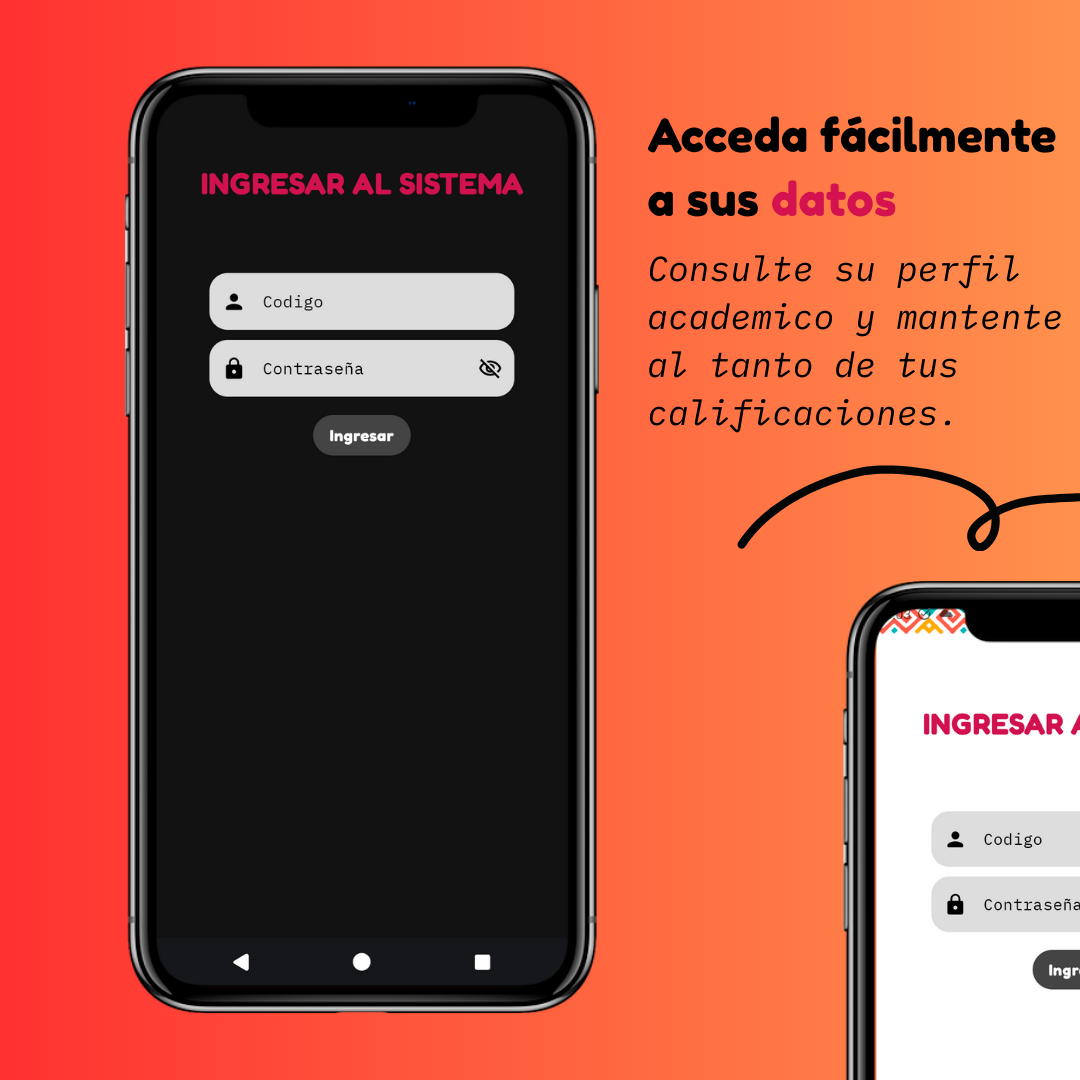 INGRESAR AL SISTEMA
Codigo
Contraseña
Ingresar
Acceda fácilmente
a sus datos
Consulte su perfil
academico y mantente
al tanto de tus
calificaciones.
INGRESAR A
Codigo
Contraseña
Ingre